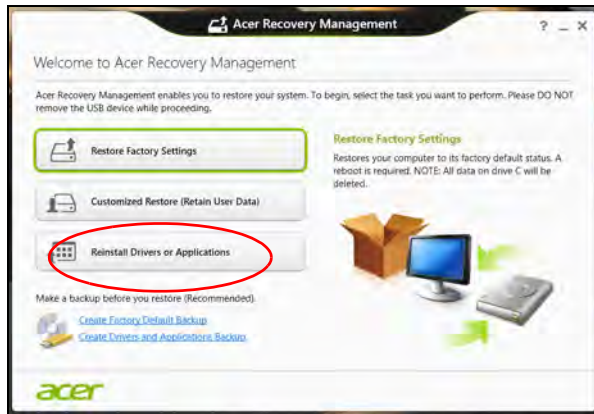 Acer Recovery Management
? _ X
Welcome to Acer Recovery Management
Acer Recovery Management enables you to restore your system. To begin, select the task you want to perform. Please DO NOT
remove the USB device while proceeding.
Restore Factory Settings
Customized Restore (Retain User Data)
Reinstall Drivers or Applications
Restore Factory Settings
Restores your computer to its factory default status. A
reboot is required. NOTE: All data on drive C will be
deleted.
Make a backup before you restore (Recommended)
Create Factory Default Backup
Create Drivers and Applications Backup
acer